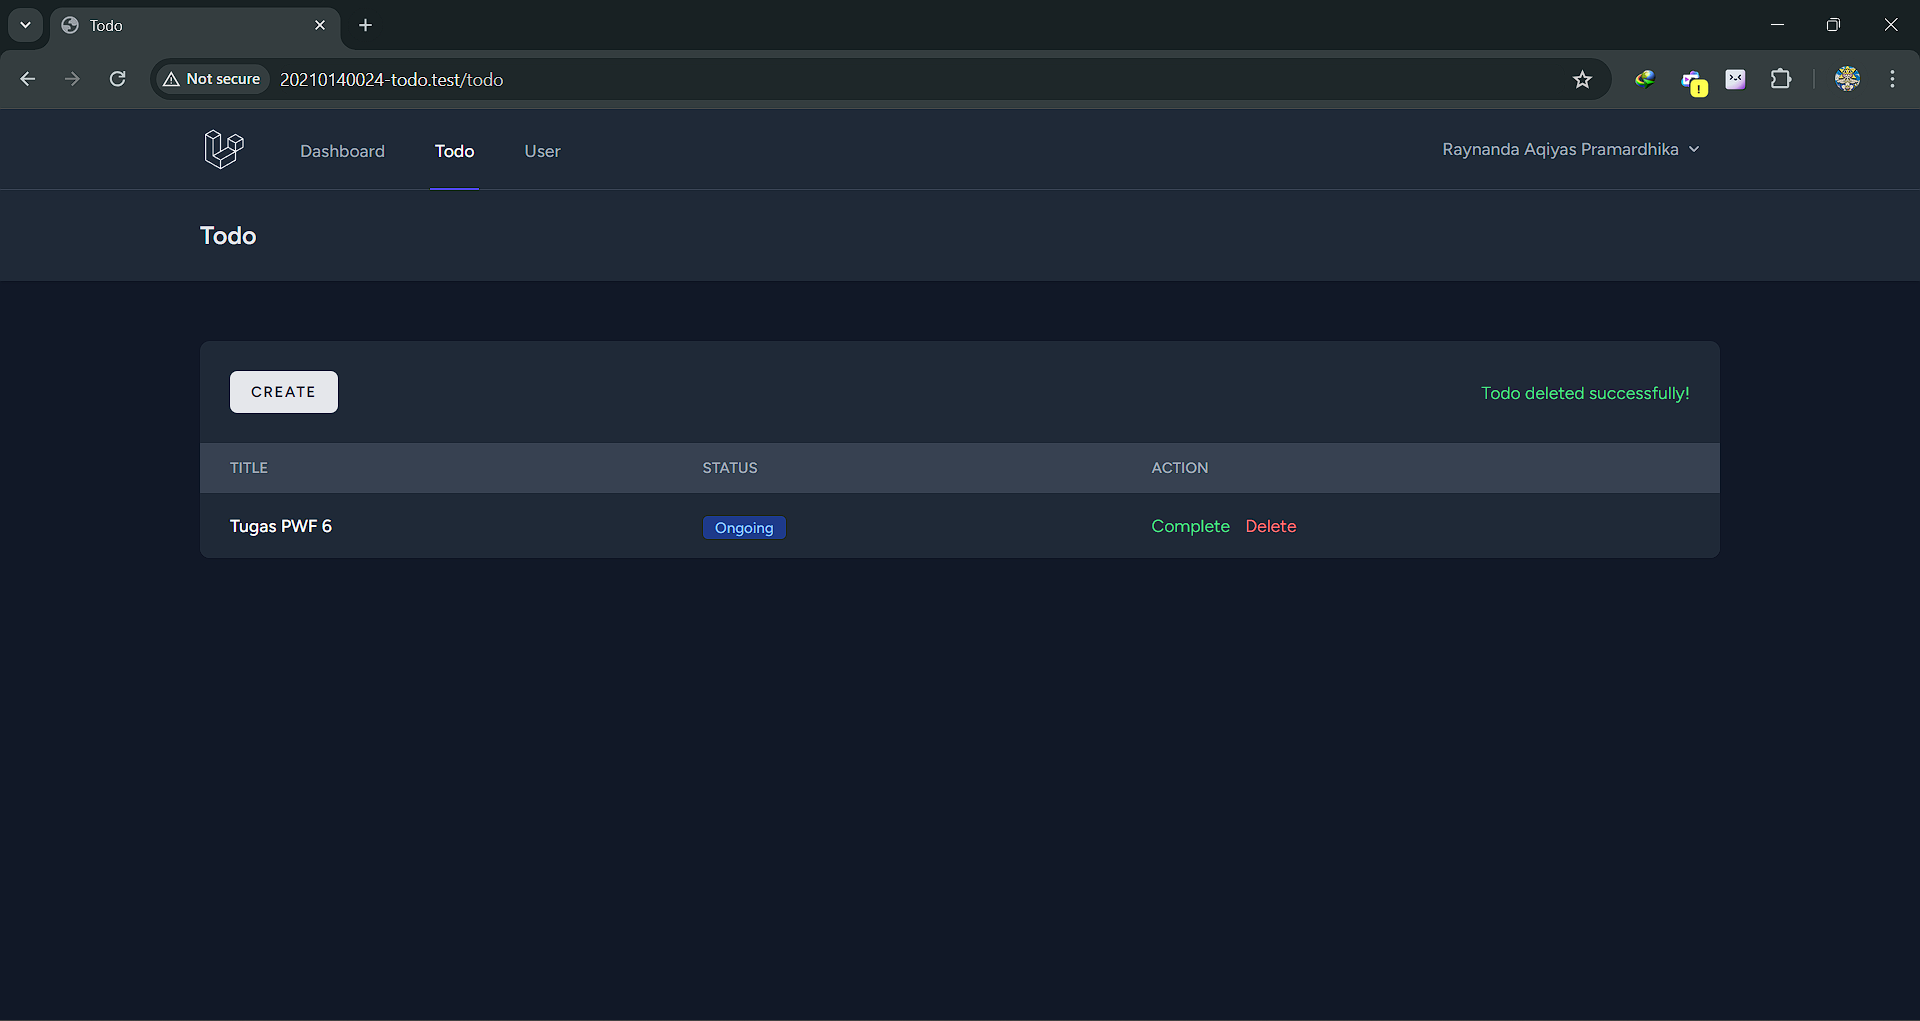 Todo
Not secure
20210140024-todo.test/todo
Dashboard
Todo
User
Raynanda Aqiyas Pramardhika
Todo
CREATE
Todo deleted successfully!
TITLE
STATUS
ACTION
Tugas PWF 6
Ongoing
Complete
Delete